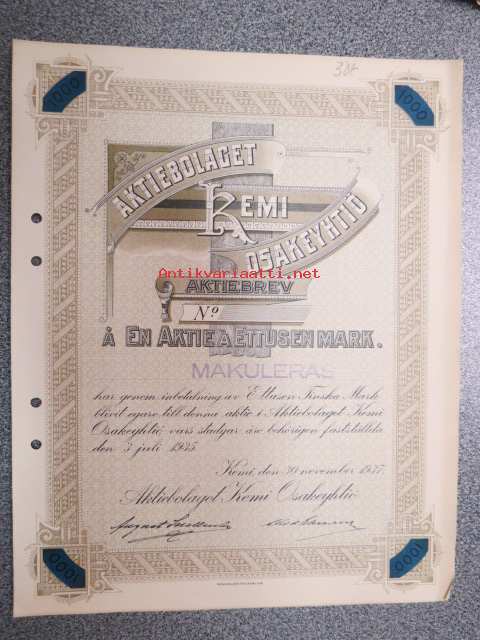 1000
1000
AKTIEBOLAGET
KEMI
OSAKEYHTIÖ
Antikvariaatti.net
AKTIEBREV
Nº
Å EN AKTIE Å ETTUSEN MARK.
MAKULERAS
har genom inbetalning av Ettusen Finska Mark
blivit egare till denna aktie i Aktiebolaget Kemi
Osakeyhtiö vars stadgar äro behörigen fastställda
den 3 juli 1925.
Kemi, den 30 november 1937.
Aktiebolaget Kemi Osakeyhtiö
1000
1000